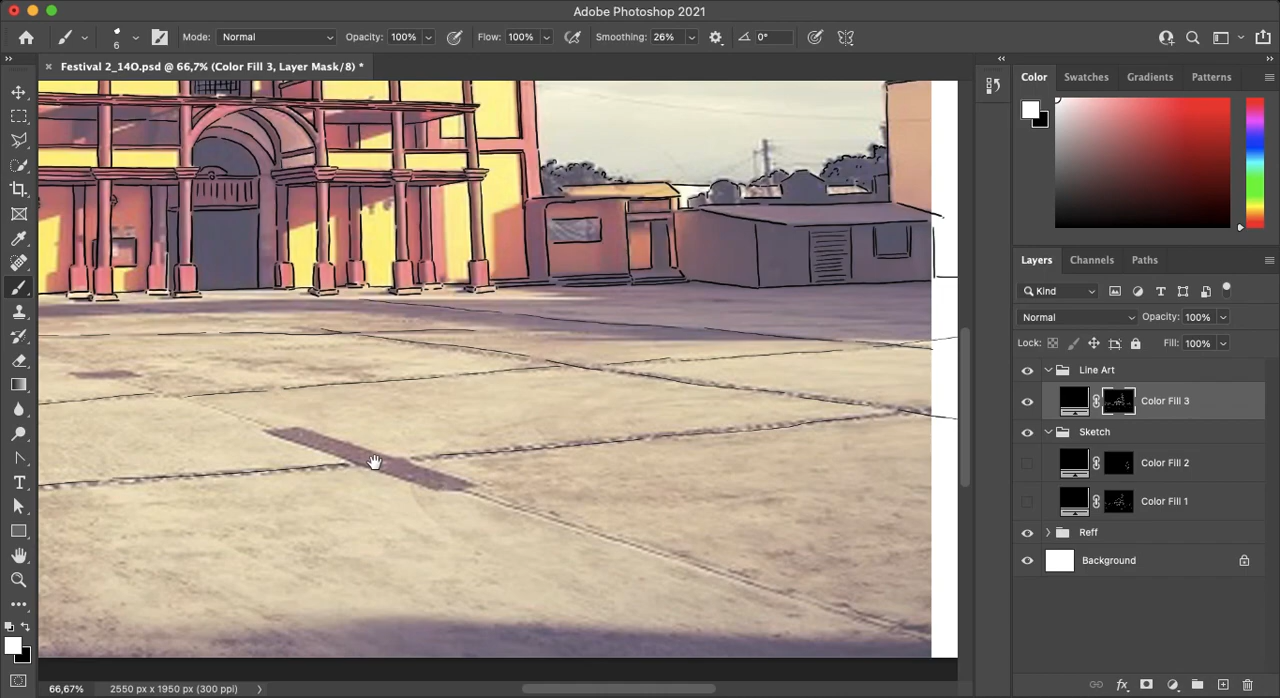 Adobe Photoshop 2021
6
Mode: Normal
Opacity: 100%
Flow: 100%
Smoothing: 26%
0°
Festival 2_14O.psd @ 66,7% (Color Fill 3, Layer Mask/8) *
Color
Swatches
Gradients
Patterns
Layers
Channels
Paths
Kind
Normal
Opacity: 100%
Lock:
Fill: 100%
Line Art
Color Fill 3
Sketch
Color Fill 2
Color Fill 1
Reff
Background
66,67%
2550 px x 1950 px (300 ppi)